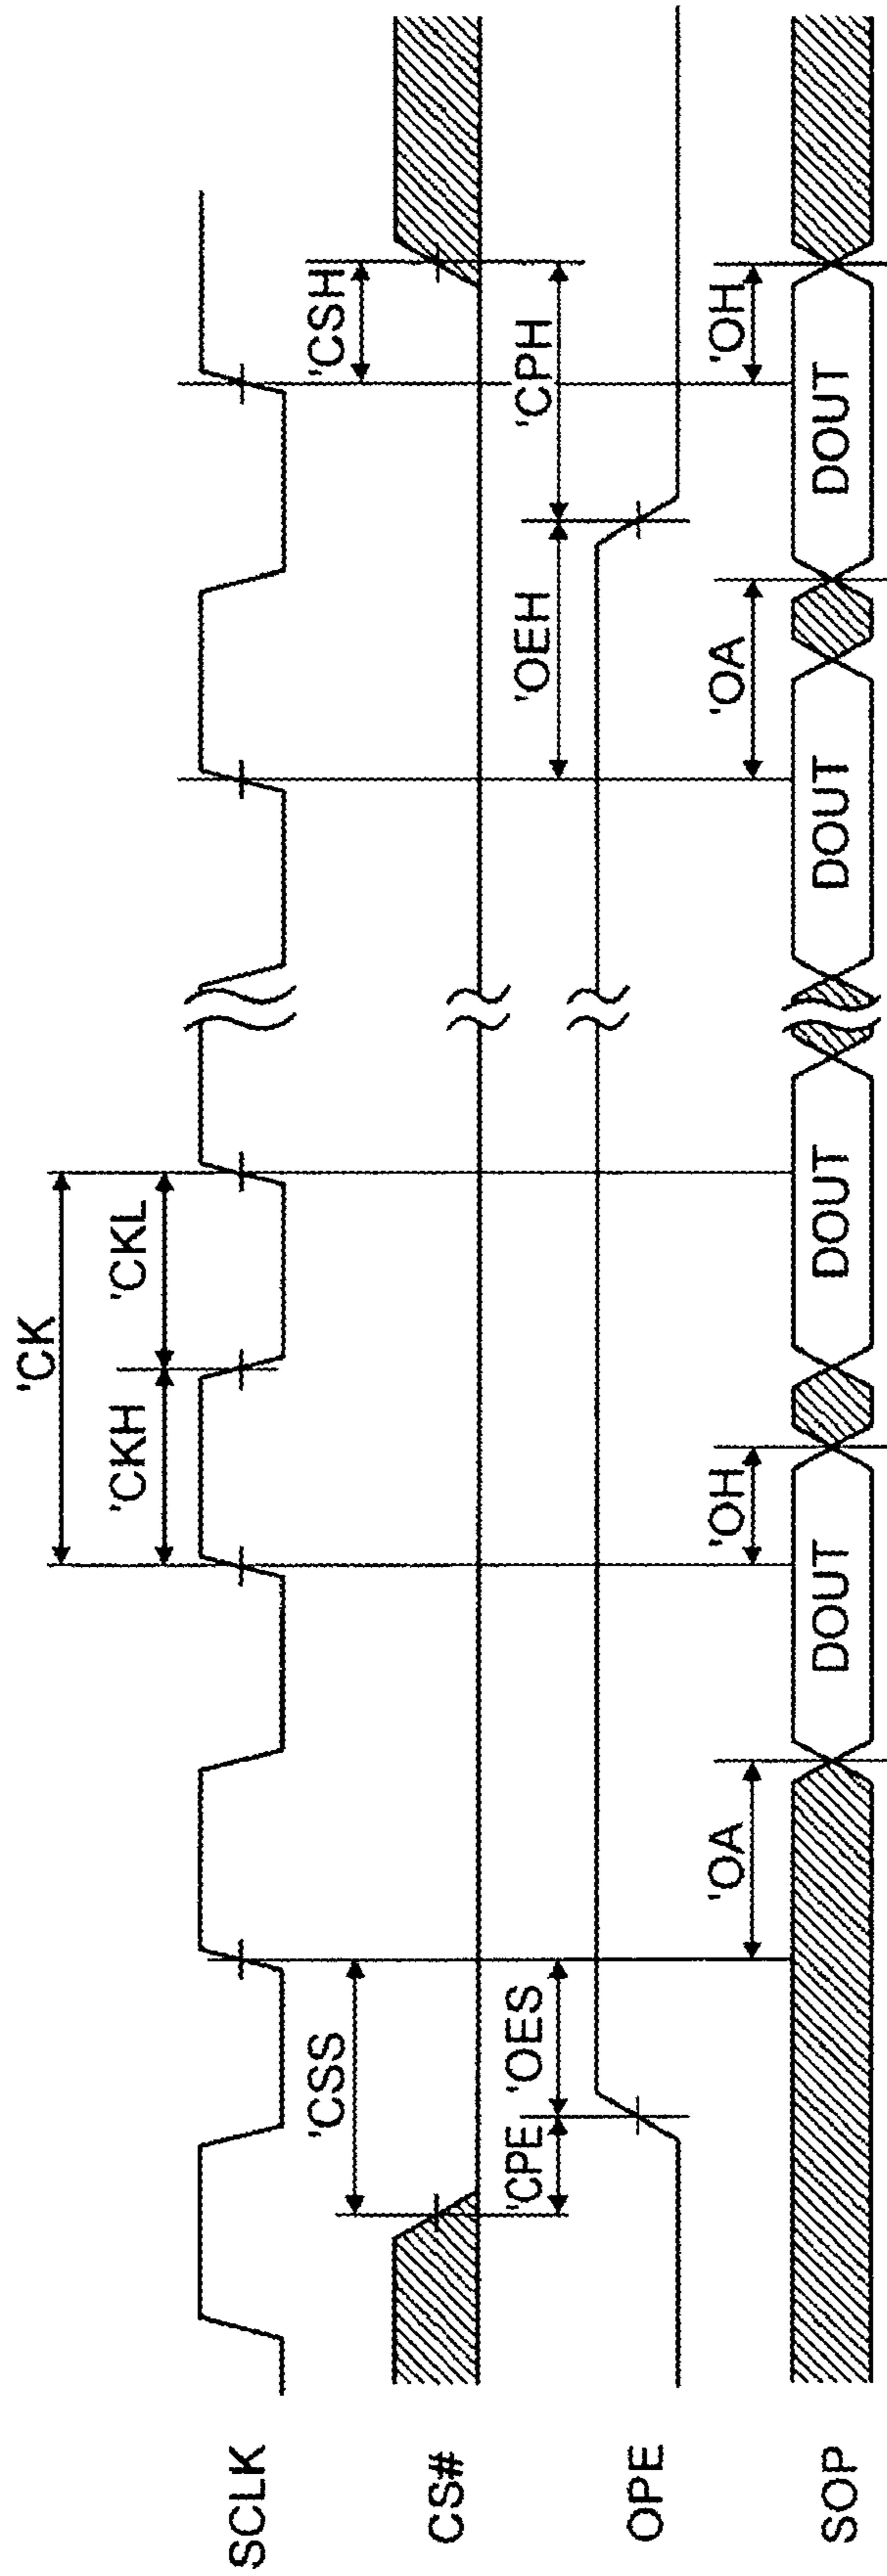 'CK
'CKH 'CKL
SCLK
'CSS 'CSH
CS#
'CPE 'OES 'OEH 'CPH
OPE
'OA 'OH 'OA 'OH
SOP DOUT DOUT DOUT DOUT